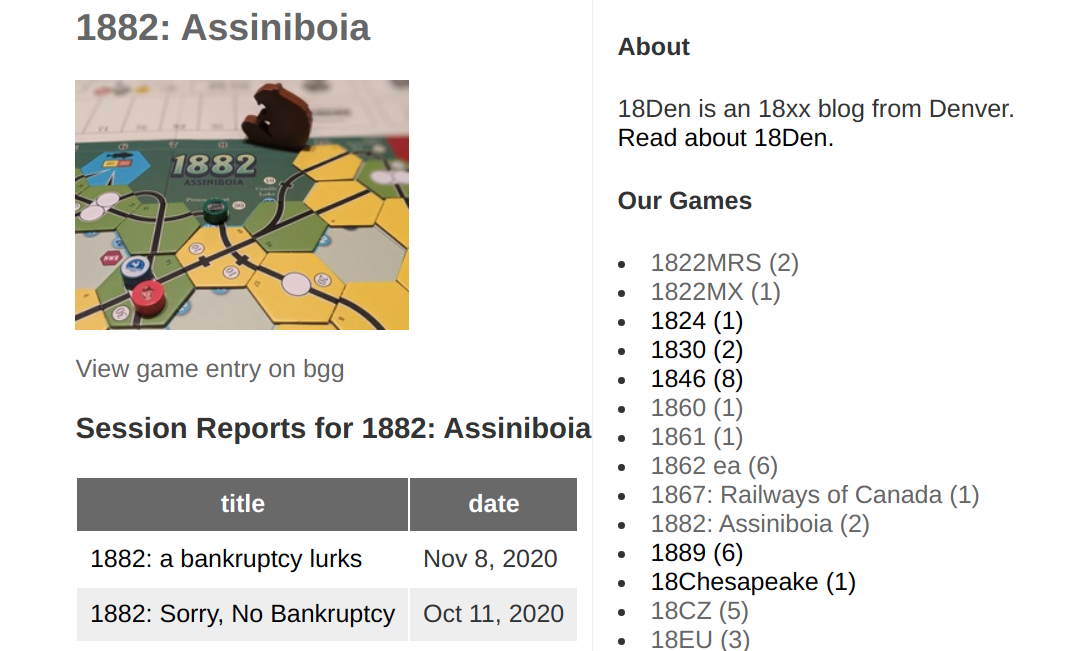 1882: Assiniboia
1882
ASSINIBOIA
View game entry on bgg
Session Reports for 1882: Assiniboia
title date
1882: a bankruptcy lurks Nov 8, 2020
1882: Sorry, No Bankruptcy Oct 11, 2020
About
18Den is an 18xx blog from Denver.
Read about 18Den.
Our Games
1822MRS (2)
1822MX (1)
1824 (1)
1830 (2)
1846 (8)
1860 (1)
1861 (1)
1862 ea (6)
1867: Railways of Canada (1)
1882: Assiniboia (2)
1889 (6)
18Chesapeake (1)
18CZ (5)
18EU (3)